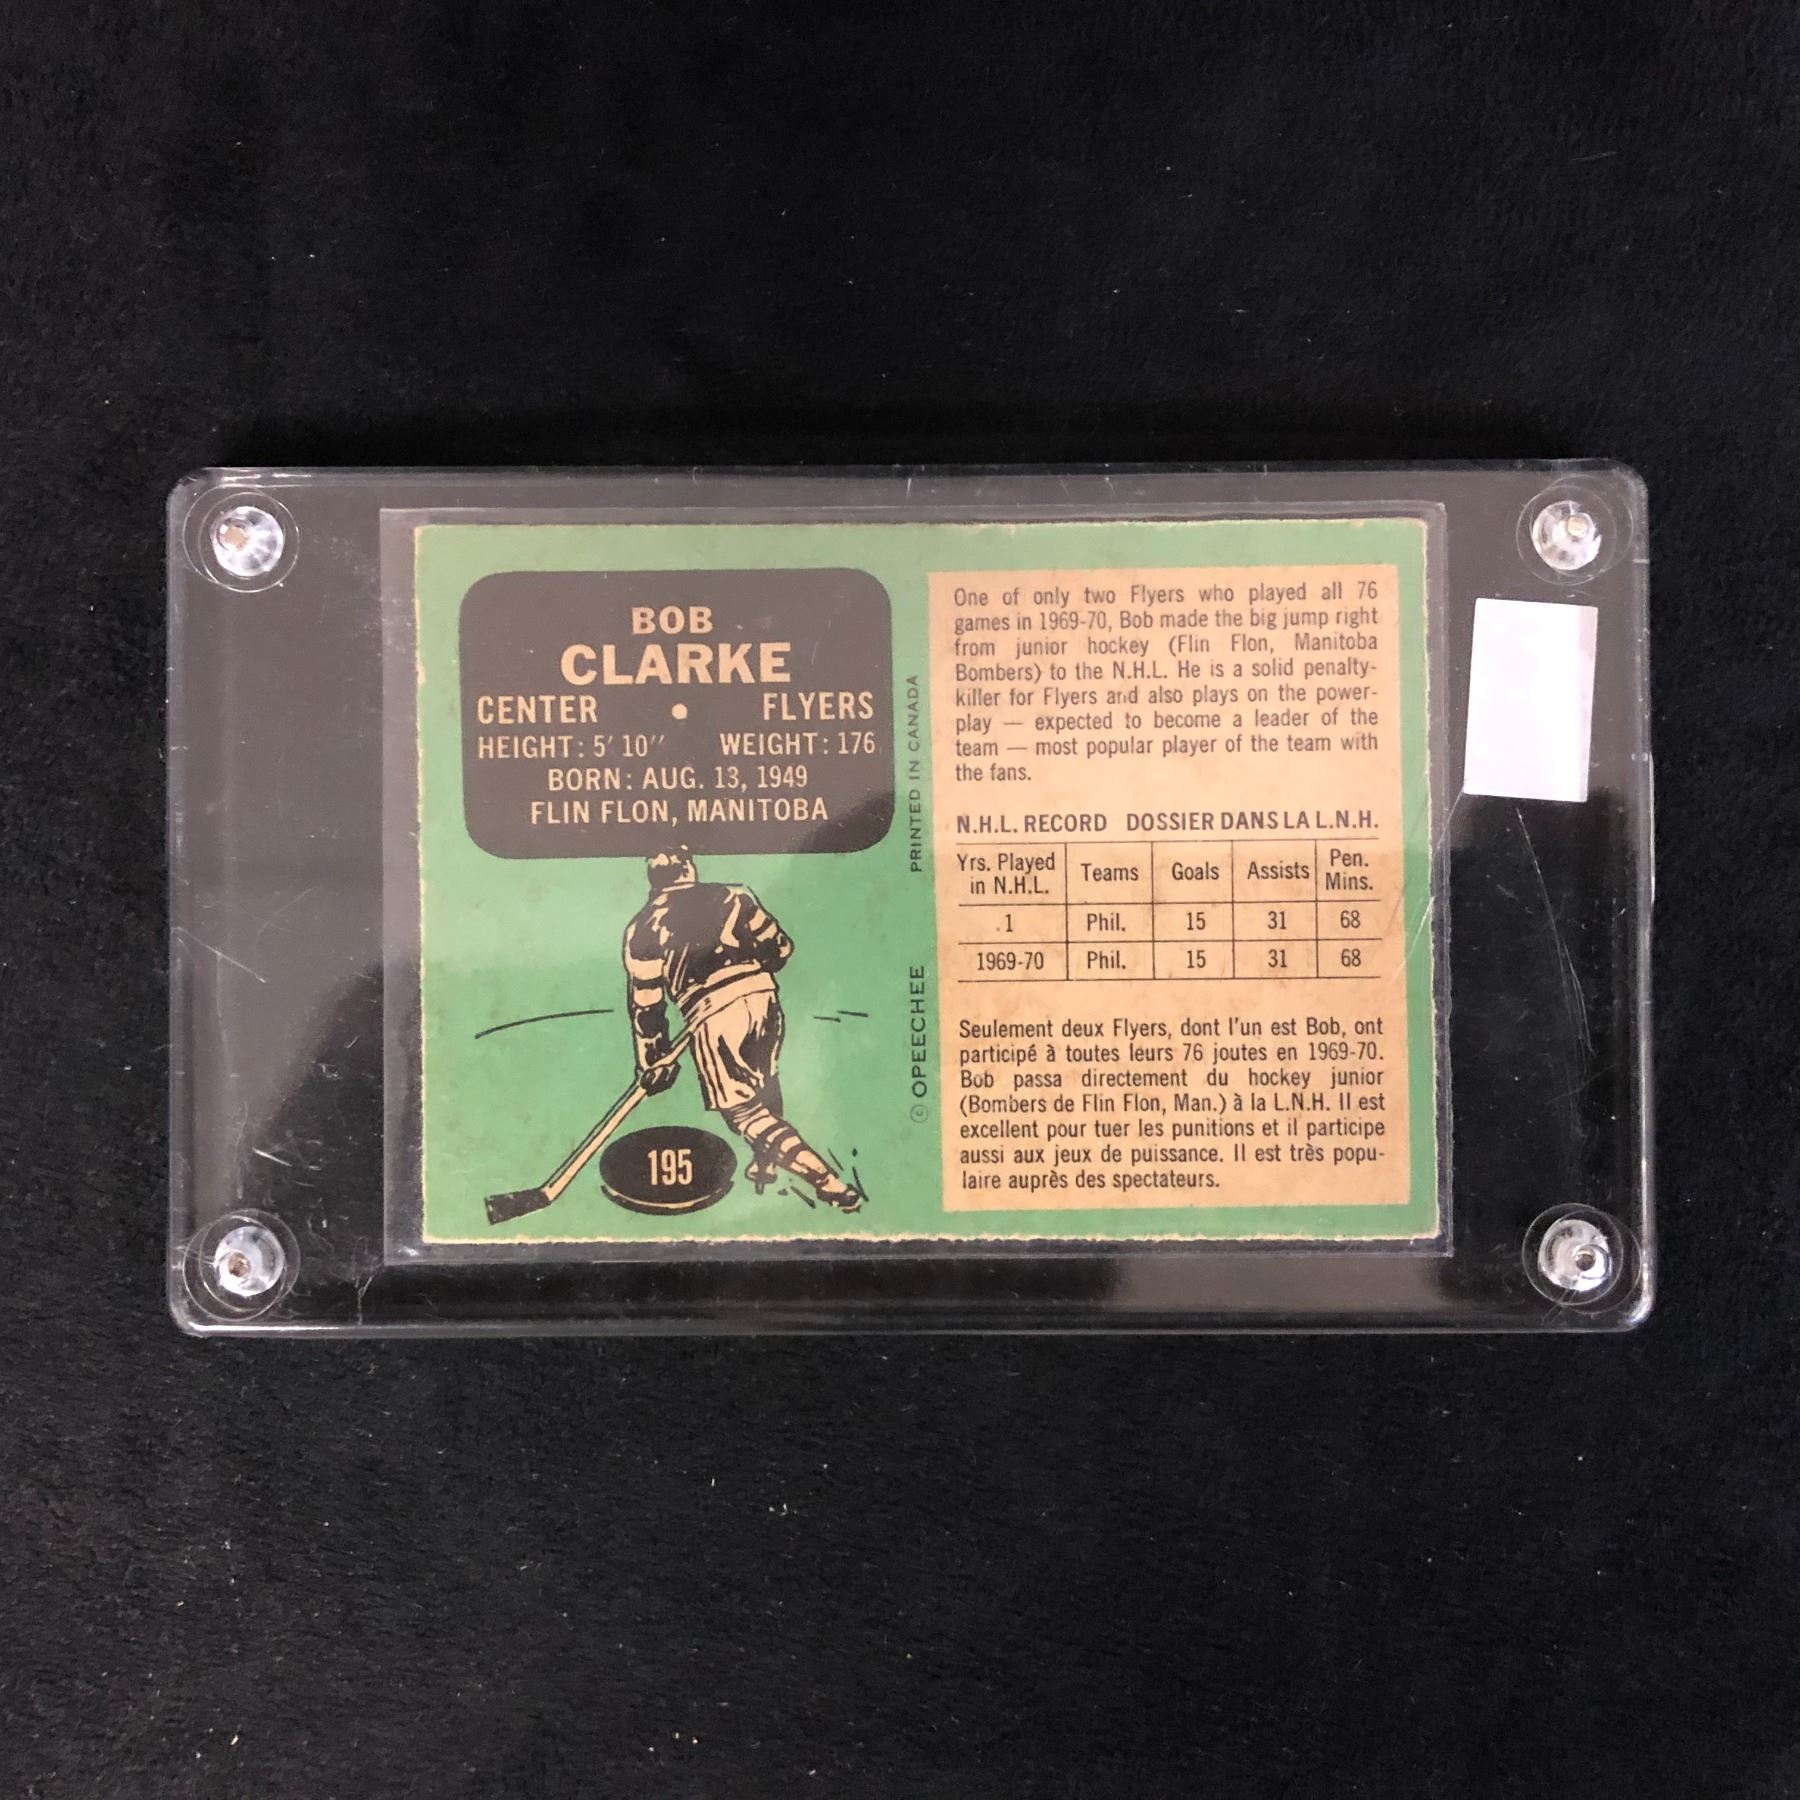 BOB
CLARKE
CENTER • FLYERS
HEIGHT: 5' 10'' WEIGHT: 176
BORN: AUG. 13, 1949
FLIN FLON, MANITOBA
195
© OPEECHEE PRINTED IN CANADA
One of only two Flyers who played all 76
games in 1969-70, Bob made the big jump right
from junior hockey (Flin Flon, Manitoba
Bombers) to the N.H.L. He is a solid penalty-
killer for Flyers and also plays on the power-
play — expected to become a leader of the
team — most popular player of the team with
the fans.
N.H.L. RECORD DOSSIER DANS LA L.N.H.
Yrs. Played in N.H.L. Teams Goals Assists Pen. Mins.
1 Phil. 15 31 68
1969-70 Phil. 15 31 68
Seulement deux Flyers, dont l'un est Bob, ont
participé à toutes leurs 76 joutes en 1969-70.
Bob passa directement du hockey junior
(Bombers de Flin Flon, Man.) à la L.N.H. Il est
excellent pour tuer les punitions et il participe
aussi aux jeux de puissance. Il est très popu-
laire auprès des spectateurs.